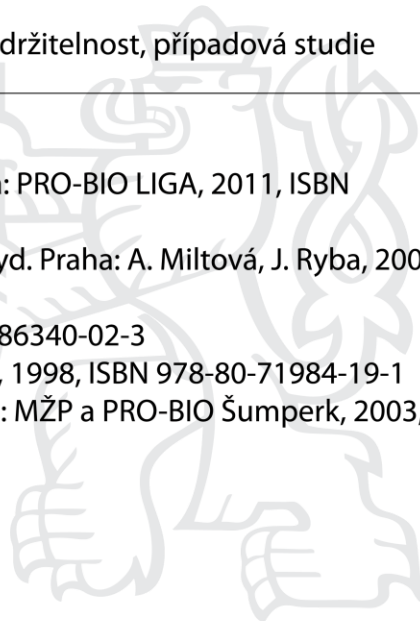 držitelnost, případová studie
: PRO-BIO LIGA, 2011, ISBN
yd. Praha: A. Miltová, J. Ryba, 200
86340-02-3
, 1998, ISBN 978-80-71984-19-1
: MŽP a PRO-BIO Šumperk, 2003,